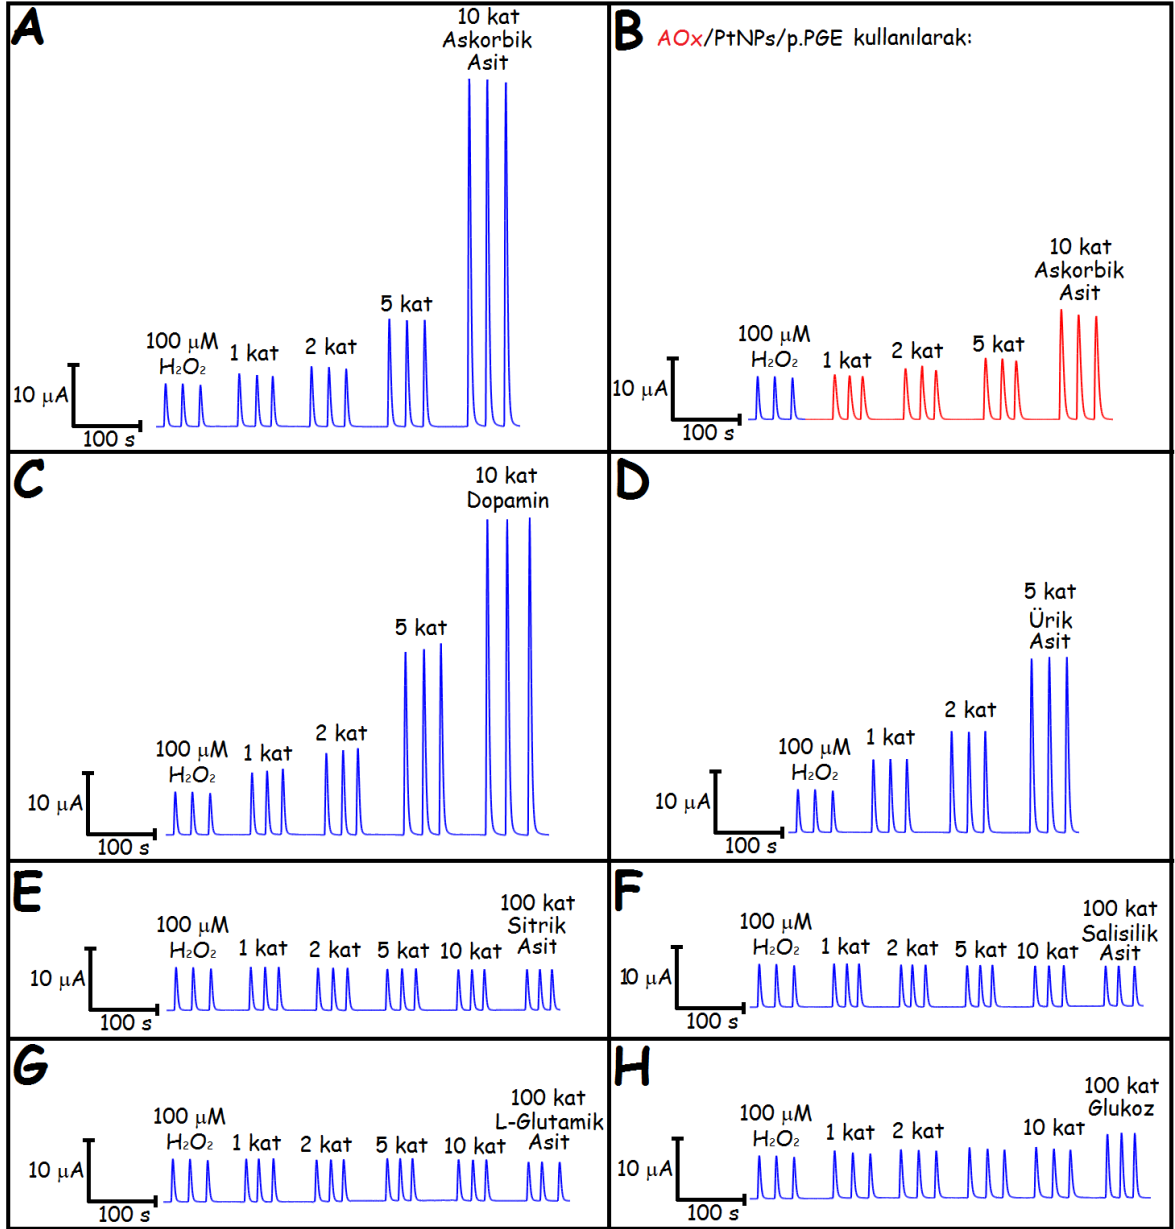 A
10 kat
Askorbik
Asit
5 kat
2 kat
1 kat
100 μM
H₂O₂
10 μA
100 s
B AOx/PtNPs/p.PGE kullanılarak:
10 kat
Askorbik
Asit
5 kat
2 kat
1 kat
100 μM
H₂O₂
10 μA
100 s
C
10 kat
Dopamin
5 kat
2 kat
1 kat
100 μM
H₂O₂
10 μA
100 s
D
5 kat
Ürik
Asit
2 kat
1 kat
100 μM
H₂O₂
10 μA
100 s
E
100 μM
H₂O₂
1 kat
2 kat
5 kat
10 kat
100 kat
Sitrik
Asit
10 μA
100 s
F
100 μM
H₂O₂
1 kat
2 kat
5 kat
10 kat
100 kat
Salisilik
Asit
10 μA
100 s
G
100 μM
H₂O₂
1 kat
2 kat
5 kat
10 kat
100 kat
L-Glutamik
Asit
10 μA
100 s
H
100 μM
H₂O₂
1 kat
2 kat
10 kat
100 kat
Glukoz
10 μA
100 s